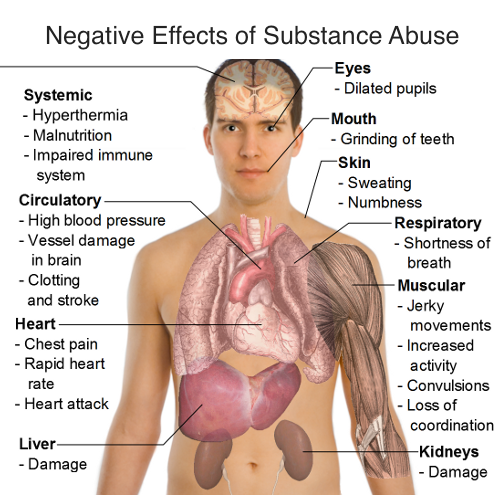 Negative Effects of Substance Abuse
Systemic
- Hyperthermia
- Malnutrition
- Impaired immune
system
Circulatory
- High blood pressure
- Vessel damage
in brain
- Clotting
and stroke
Heart
- Chest pain
- Rapid heart
rate
- Heart attack
Liver
- Damage
Eyes
- Dilated pupils
Mouth
- Grinding of teeth
Skin
- Sweating
- Numbness
Respiratory
- Shortness of
breath
Muscular
- Jerky
movements
- Increased
activity
- Convulsions
- Loss of
coordination
Kidneys
- Damage